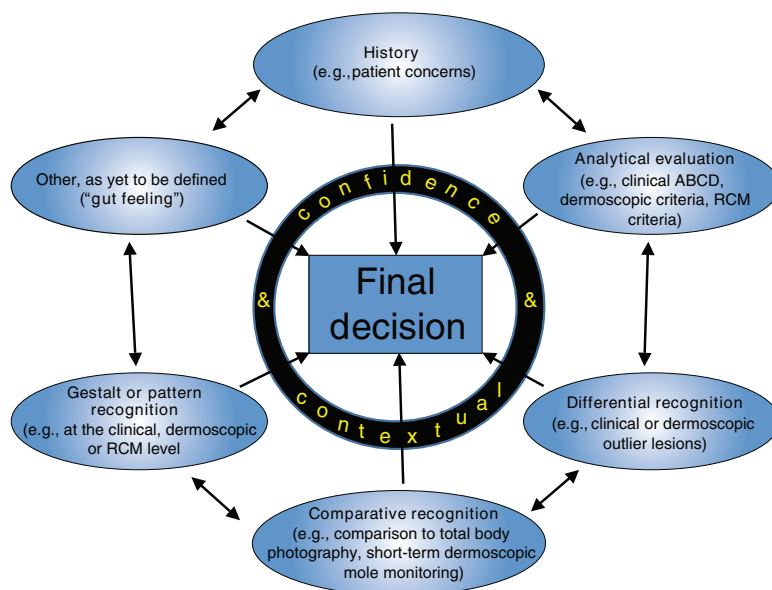 History
(e.g.,patient concerns)
Other, as yet to be defined
("gut feeling")
Analytical evaluation
(e.g., clinical ABCD,
dermoscopic criteria, RCM
criteria)
& confidence &
Final
decision
contextual
Gestalt or pattern
recognition
(e.g., at the clinical, dermoscopic
or RCM level
Differential recognition
(e.g., clinical or dermoscopic
outlier lesions)
Comparative recognition
(e.g., comparison to total body
photography, short-term dermoscopic
mole monitoring)